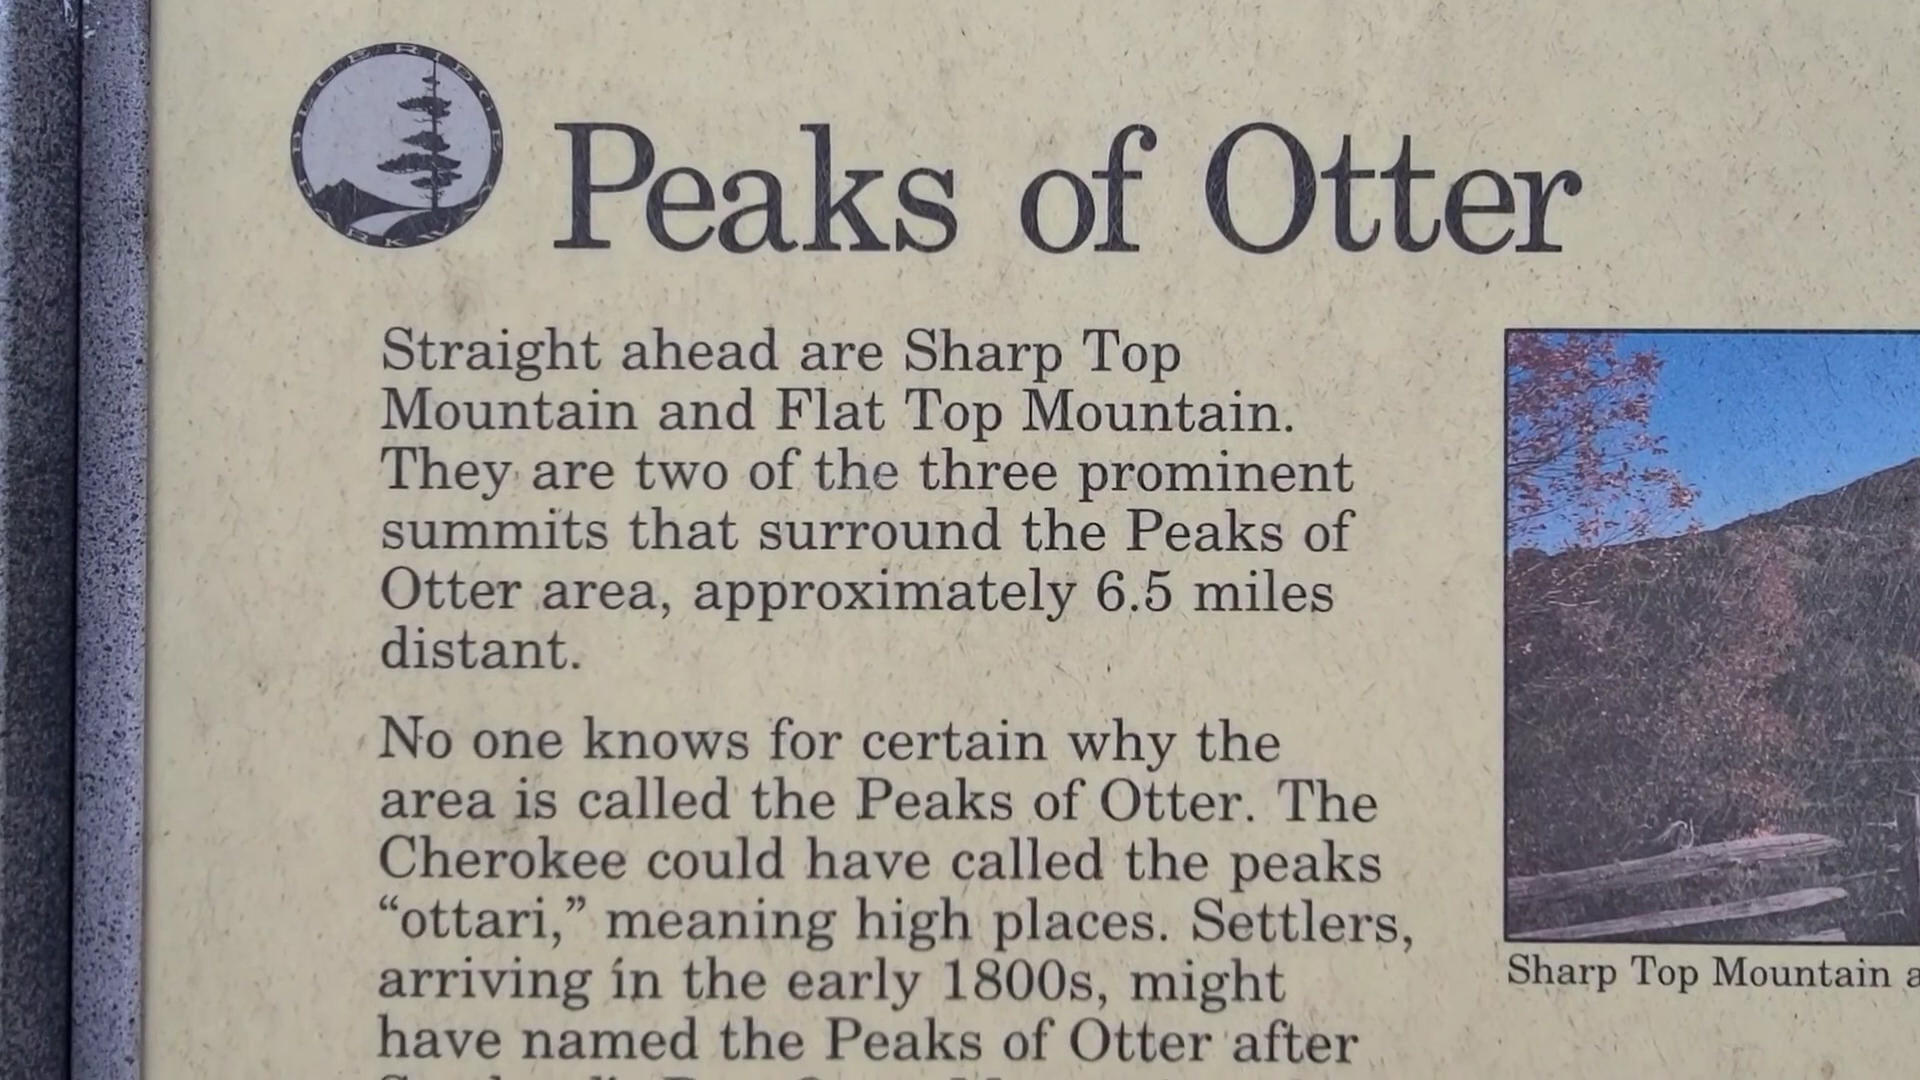 BLUE RIDGE
PARKWAY
Peaks of Otter
Straight ahead are Sharp Top
Mountain and Flat Top Mountain.
They are two of the three prominent
summits that surround the Peaks of
Otter area, approximately 6.5 miles
distant.
No one knows for certain why the
area is called the Peaks of Otter. The
Cherokee could have called the peaks
“ottari,” meaning high places. Settlers,
arriving in the early 1800s, might
have named the Peaks of Otter after
Sharp Top Mountain a